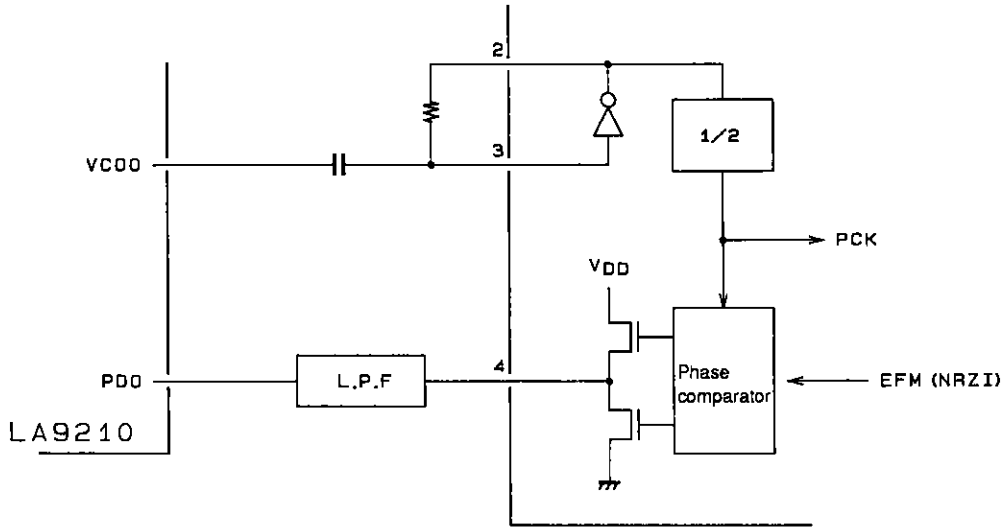 2
VCOO
3
1/2
PCK
VDD
PDO
L.P.F
4
Phase
comparator
EFM (NRZI)
LA9210